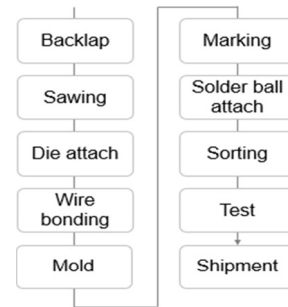 Backlap
Sawing
Die attach
Wire
bonding
Mold
Marking
Solder ball
attach
Sorting
Test
Shipment